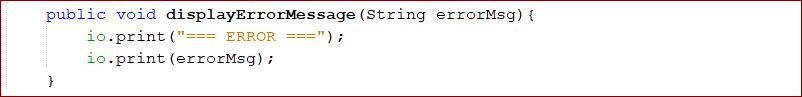 public void displayErrorMessage(String errorMsg){
io.print("=== ERROR ===");
io.print(errorMsg);
}